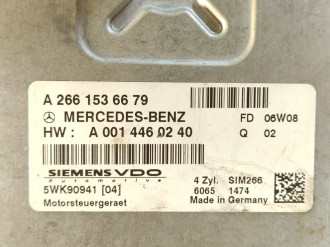 A 266 153 66 79
MERCEDES-BENZ FD 06W08
HW : A 001 446 02 40 Q 02
SIEMENS VDO
Automotive
4 Zyl. SIM266
5WK90941 [04] 6065 1474
Motorsteuergeraet Made in Germany